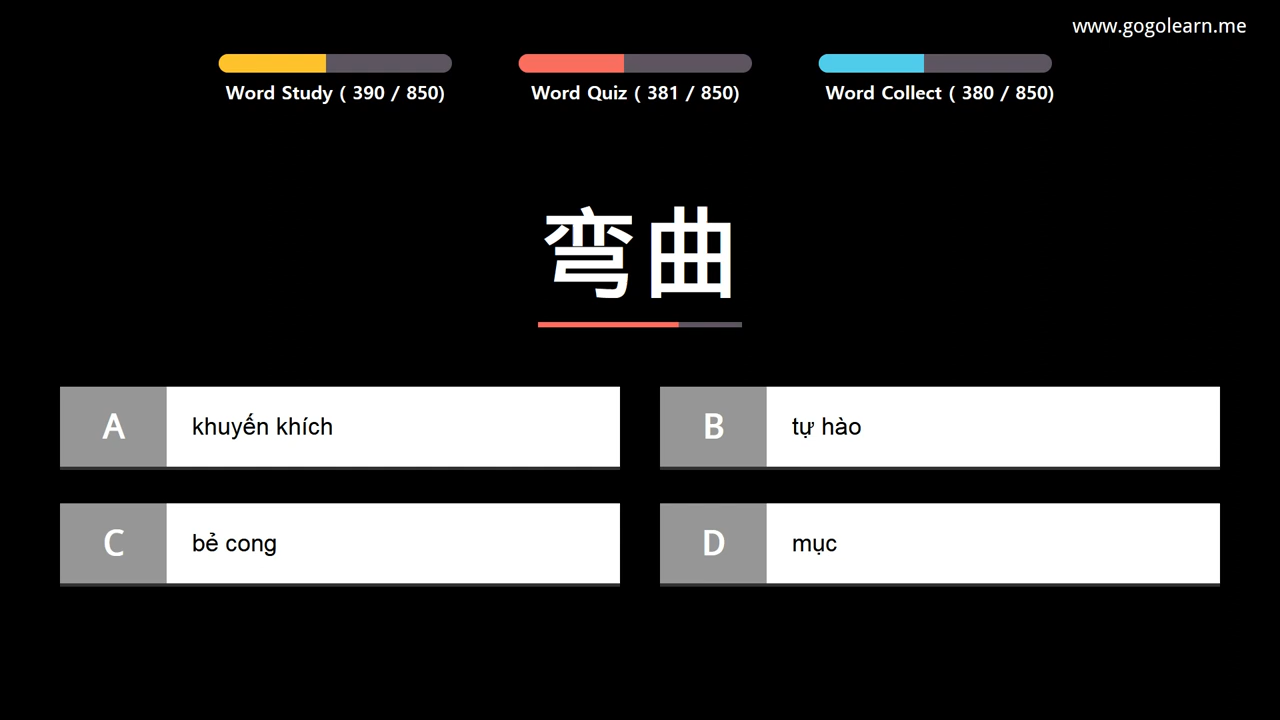 www.gogolearn.me
Word Study ( 390 / 850)
Word Quiz ( 381 / 850)
Word Collect ( 380 / 850)
弯曲
A khuyến khích
B tự hào
C bẻ cong
D mục